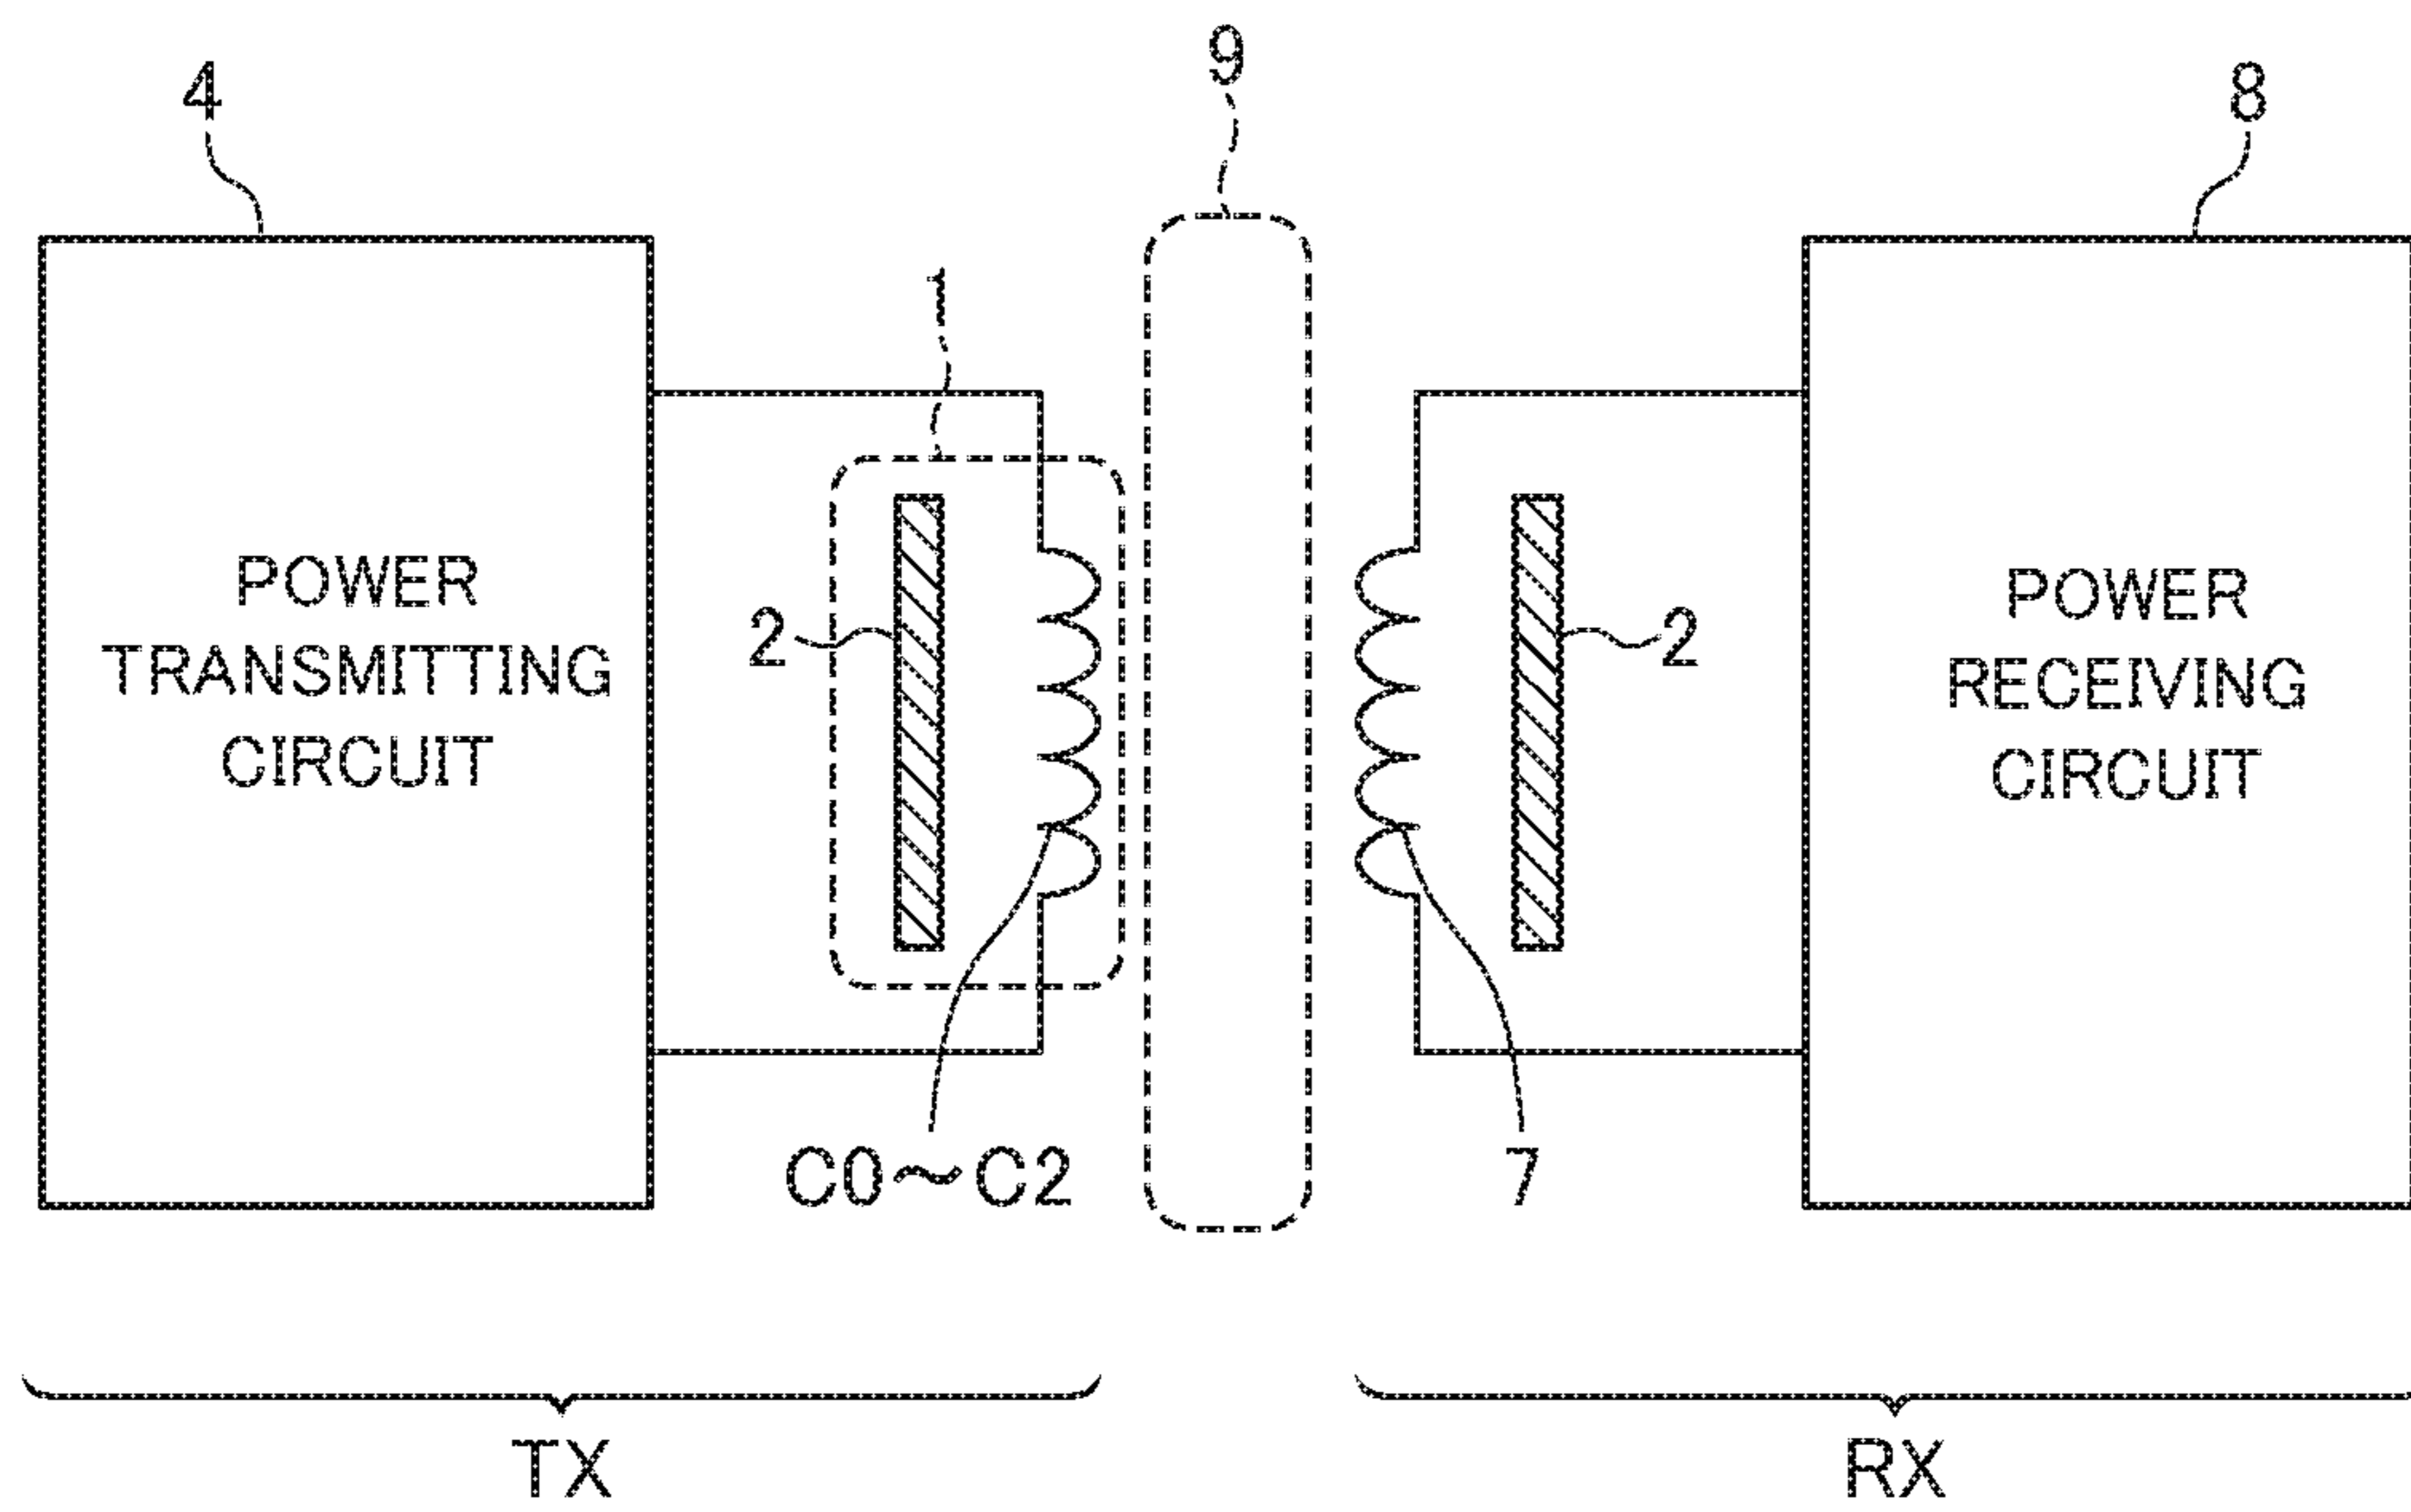 9
4
8
1
POWER
TRANSMITTING
CIRCUIT
2
2
POWER
RECEIVING
CIRCUIT
C0～C2
7
TX
RX